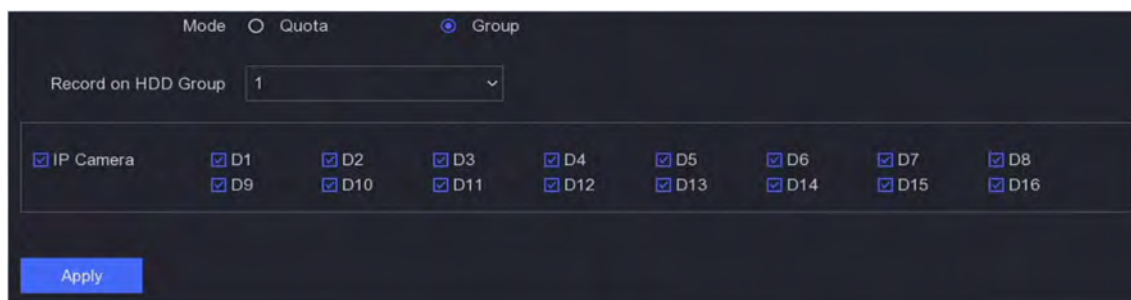 Mode Quota Group
Record on HDD Group 1
IP Camera D1 D2 D3 D4 D5 D6 D7 D8
D9 D10 D11 D12 D13 D14 D15 D16
Apply